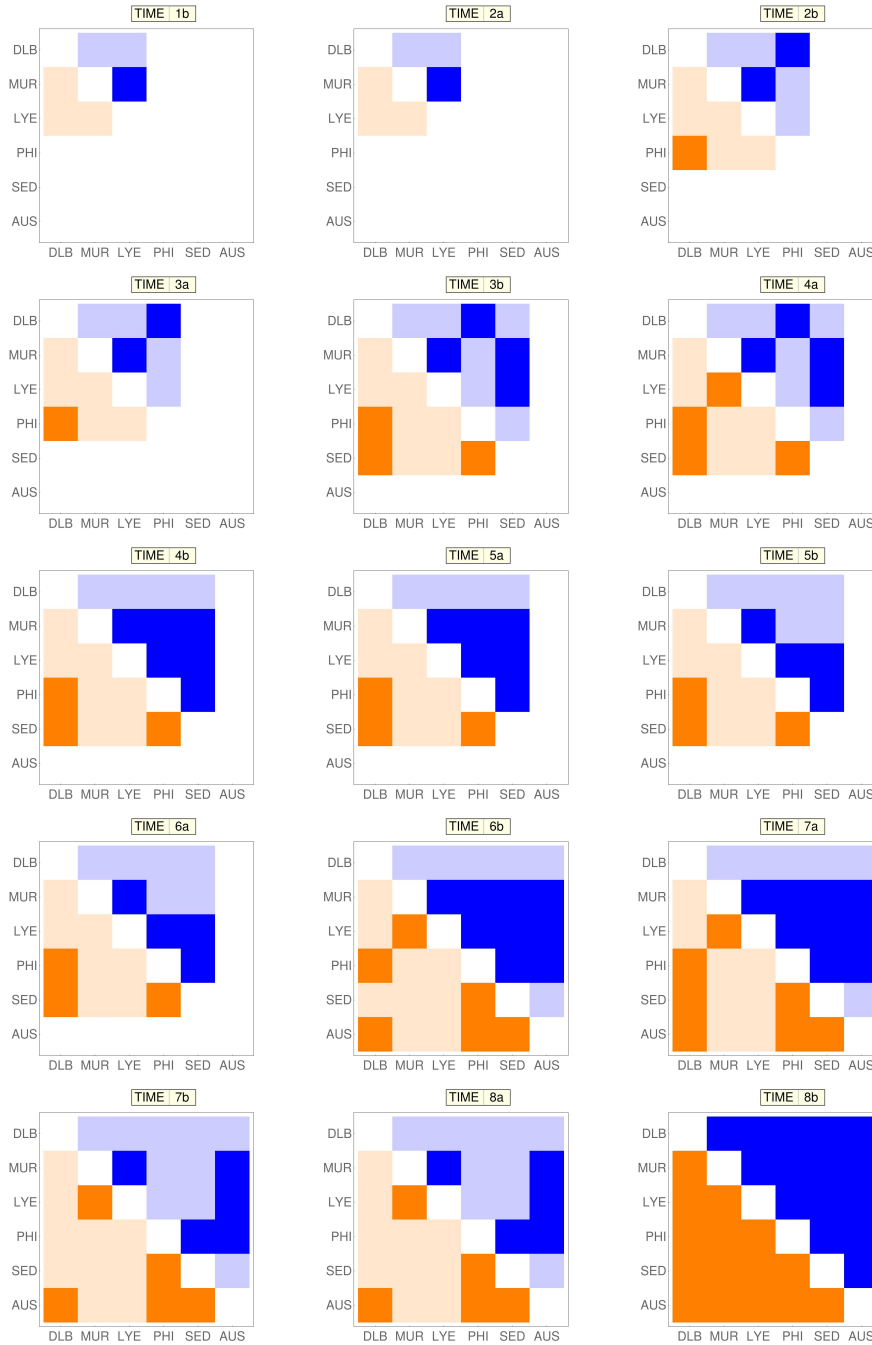 TIME 1b
DLB
MUR
LYE
PHI
SED
AUS
DLB MUR LYE PHI SED AUS
TIME 2a
DLB
MUR
LYE
PHI
SED
AUS
DLB MUR LYE PHI SED AUS
TIME 2b
DLB
MUR
LYE
PHI
SED
AUS
DLB MUR LYE PHI SED AUS
TIME 3a
DLB
MUR
LYE
PHI
SED
AUS
DLB MUR LYE PHI SED AUS
TIME 3b
DLB
MUR
LYE
PHI
SED
AUS
DLB MUR LYE PHI SED AUS
TIME 4a
DLB
MUR
LYE
PHI
SED
AUS
DLB MUR LYE PHI SED AUS
TIME 4b
DLB
MUR
LYE
PHI
SED
AUS
DLB MUR LYE PHI SED AUS
TIME 5a
DLB
MUR
LYE
PHI
SED
AUS
DLB MUR LYE PHI SED AUS
TIME 5b
DLB
MUR
LYE
PHI
SED
AUS
DLB MUR LYE PHI SED AUS
TIME 6a
DLB
MUR
LYE
PHI
SED
AUS
DLB MUR LYE PHI SED AUS
TIME 6b
DLB
MUR
LYE
PHI
SED
AUS
DLB MUR LYE PHI SED AUS
TIME 7a
DLB
MUR
LYE
PHI
SED
AUS
DLB MUR LYE PHI SED AUS
TIME 7b
DLB
MUR
LYE
PHI
SED
AUS
DLB MUR LYE PHI SED AUS
TIME 8a
DLB
MUR
LYE
PHI
SED
AUS
DLB MUR LYE PHI SED AUS
TIME 8b
DLB
MUR
LYE
PHI
SED
AUS
DLB MUR LYE PHI SED AUS